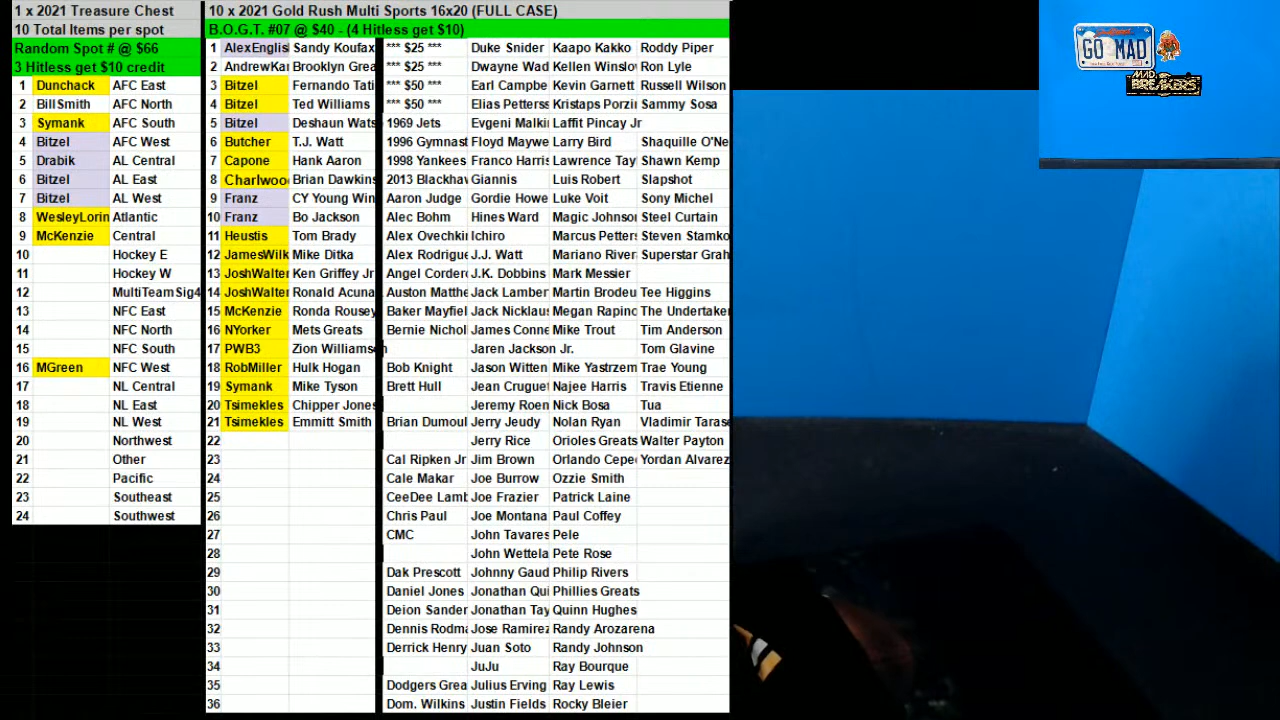 1 x 2021 Treasure Chest
10 Total Items per spot
Random Spot # @ $66
3 Hitless get $10 credit
1 Dunchack AFC East
2 BillSmith AFC North
3 Symank AFC South
4 Bitzel AFC West
5 Drabik AL Central
6 Bitzel AL East
7 Bitzel AL West
8 WesleyLorin Atlantic
9 McKenzie Central
10 Hockey E
11 Hockey W
12 MultiTeamSig4
13 NFC East
14 NFC North
15 NFC South
16 MGreen NFC West
17 NL Central
18 NL East
19 NL West
20 Northwest
21 Other
22 Pacific
23 Southeast
24 Southwest
10 x 2021 Gold Rush Multi Sports 16x20 (FULL CASE)
B.O.G.T. #07 @ $40 - (4 Hitless get $10)
1 AlexEnglis Sandy Koufax *** $25 *** Duke Snider Kaapo Kakko Roddy Piper
2 AndrewKar Brooklyn Grea *** $25 *** Dwayne Wad Kellen Winslo Ron Lyle
3 Bitzel Fernando Tati *** $50 *** Earl Campbe Kevin Garnett Russell Wilson
4 Bitzel Ted Williams *** $50 *** Elias Petterss Kristaps Porzi Sammy Sosa
5 Bitzel Deshaun Wats 1969 Jets Evgeni Malki Laffit Pincay Jr
6 Butcher T.J. Watt 1996 Gymnast Floyd Maywe Larry Bird Shaquille O'Ne
7 Capone Hank Aaron 1998 Yankees Franco Harris Lawrence Tay Shawn Kemp
8 Charlwoo Brian Dawkins 2013 Blackhav Giannis Luis Robert Slapshot
9 Franz CY Young Win Aaron Judge Gordie Howe Luke Voit Sony Michel
10 Franz Bo Jackson Alec Bohm Hines Ward Magic Johnson Steel Curtain
11 Heustis Tom Brady Alex Ovechki Ichiro Marcus Petters Steven Stamko
12 JamesWilk Mike Ditka Alex Rodrigue J.J. Watt Mariano River Superstar Grah
13 JoshWalter Ken Griffey Jr Angel Corder J.K. Dobbins Mark Messier
14 JoshWalter Ronald Acuna Auston Matthe Jack Lamber Martin Brodeu Tee Higgins
15 McKenzie Ronda Rousey Baker Mayfiel Jack Nicklaus Megan Rapino The Undertake
16 NYorker Mets Greats Bernie Nichol James Conne Mike Trout Tim Anderson
17 PWB3 Zion Williamson Jaren Jackson Jr. Tom Glavine
18 RobMiller Hulk Hogan Bob Knight Jason Witten Mike Yastrzem Trae Young
19 Symank Mike Tyson Brett Hull Jean Cruguet Najee Harris Travis Etienne
20 Tsimekles Chipper Jones Jeremy Roen Nick Bosa Tua
21 Tsimekles Emmitt Smith Brian Dumoul Jerry Jeudy Nolan Ryan Vladimir Tarase
22 Jerry Rice Orioles Greats Walter Payton
23 Cal Ripken Jr Jim Brown Orlando Cepe Yordan Alvarez
24 Cale Makar Joe Burrow Ozzie Smith
25 CeeDee Lamb Joe Frazier Patrick Laine
26 Chris Paul Joe Montana Paul Coffey
27 CMC John Tavares Pele
28 John Wettela Pete Rose
29 Dak Prescott Johnny Gaud Philip Rivers
30 Daniel Jones Jonathan Qui Phillies Greats
31 Deion Sander Jonathan Tay Quinn Hughes
32 Dennis Rodma Jose Ramirez Randy Arozarena
33 Derrick Henry Juan Soto Randy Johnson
34 JuJu Ray Bourque
35 Dodgers Grea Julius Erving Ray Lewis
36 Dom. Wilkins Justin Fields Rocky Bleier
GO MAD
MAD
BREAKERS